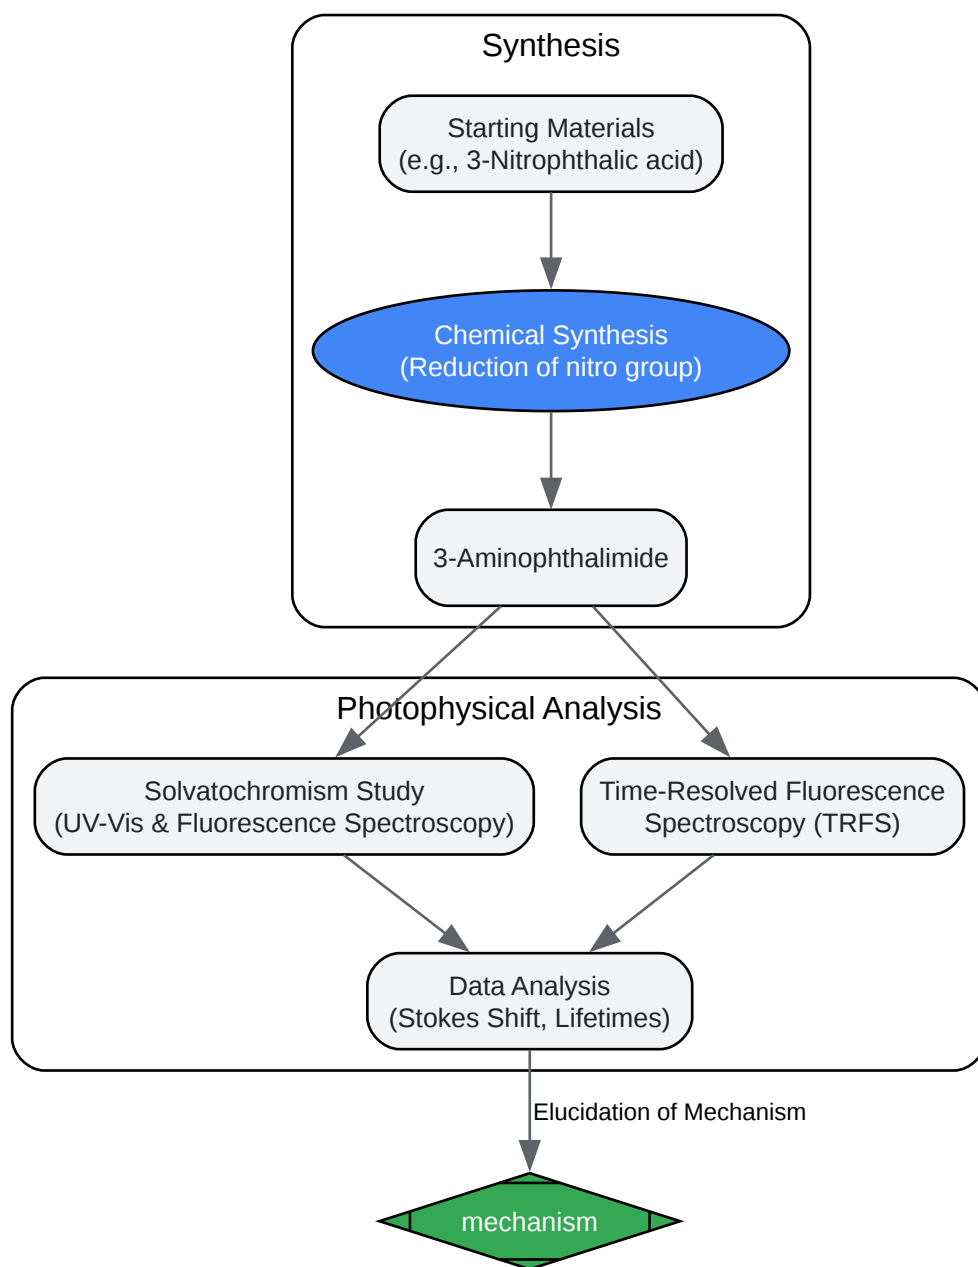 Synthesis
Starting Materials
(e.g., 3-Nitrophthalic acid)
Chemical Synthesis
(Reduction of nitro group)
3-Aminophthalimide
Photophysical Analysis
Solvatochromism Study
(UV-Vis & Fluorescence Spectroscopy)
Time-Resolved Fluorescence
Spectroscopy (TRFS)
Data Analysis
(Stokes Shift, Lifetimes)
Elucidation of Mechanism
mechanism